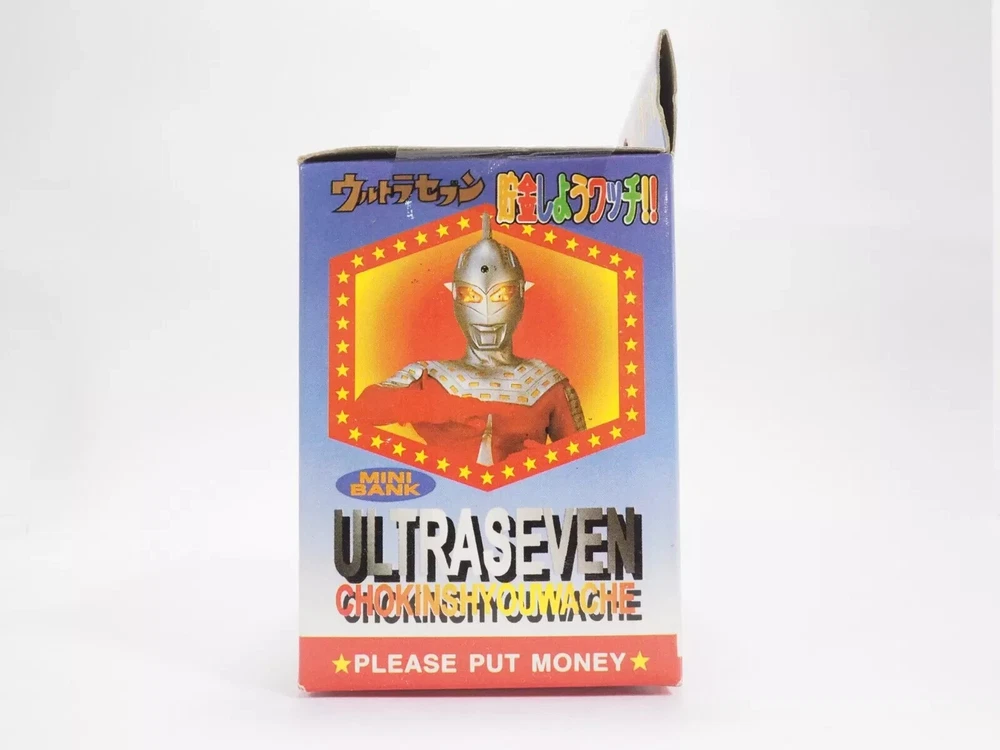 ウルトラセブン 貯金しようワッチ!!
MINI
BANK
ULTRASEVEN
CHOKINSHYOUWACHE
★PLEASE PUT MONEY★